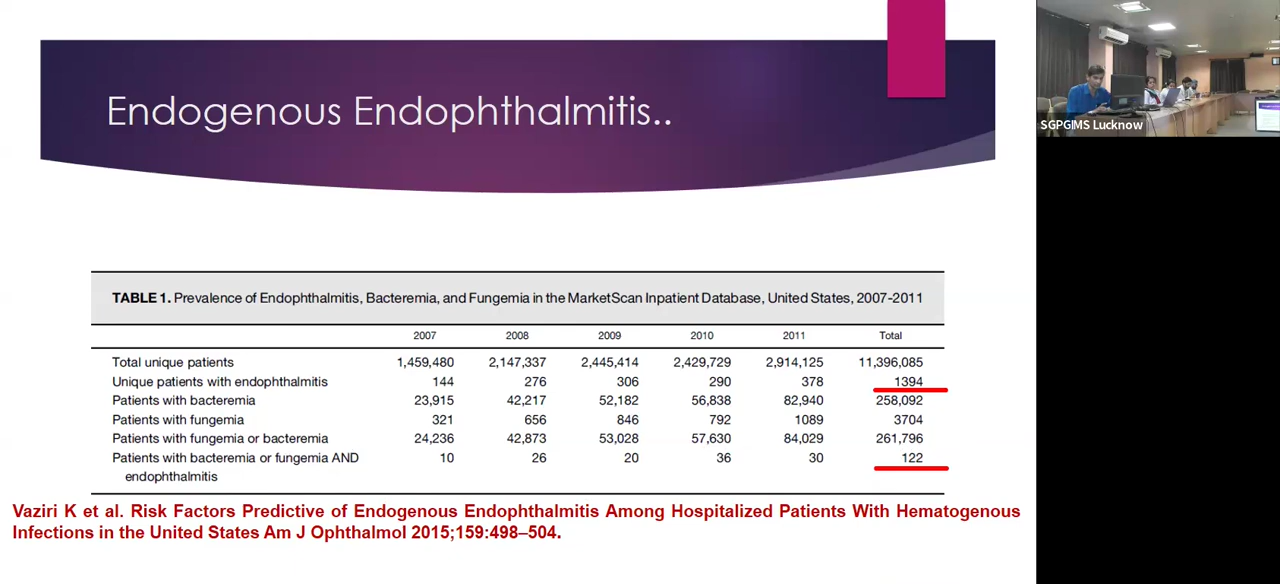 Endogenous Endophthalmitis..
SGPGIMS Lucknow
TABLE 1. Prevalence of Endophthalmitis, Bacteremia, and Fungemia in the MarketScan Inpatient Database, United States, 2007-2011
2007 2008 2009 2010 2011 Total
Total unique patients 1,459,480 2,147,337 2,445,414 2,429,729 2,914,125 11,396,085
Unique patients with endophthalmitis 144 276 306 290 378 1394
Patients with bacteremia 23,915 42,217 52,182 56,838 82,940 258,092
Patients with fungemia 321 656 846 792 1089 3704
Patients with fungemia or bacteremia 24,236 42,873 53,028 57,630 84,029 261,796
Patients with bacteremia or fungemia AND 10 26 20 36 30 122
endophthalmitis
Vaziri K et al. Risk Factors Predictive of Endogenous Endophthalmitis Among Hospitalized Patients With Hematogenous
Infections in the United States Am J Ophthalmol 2015;159:498–504.